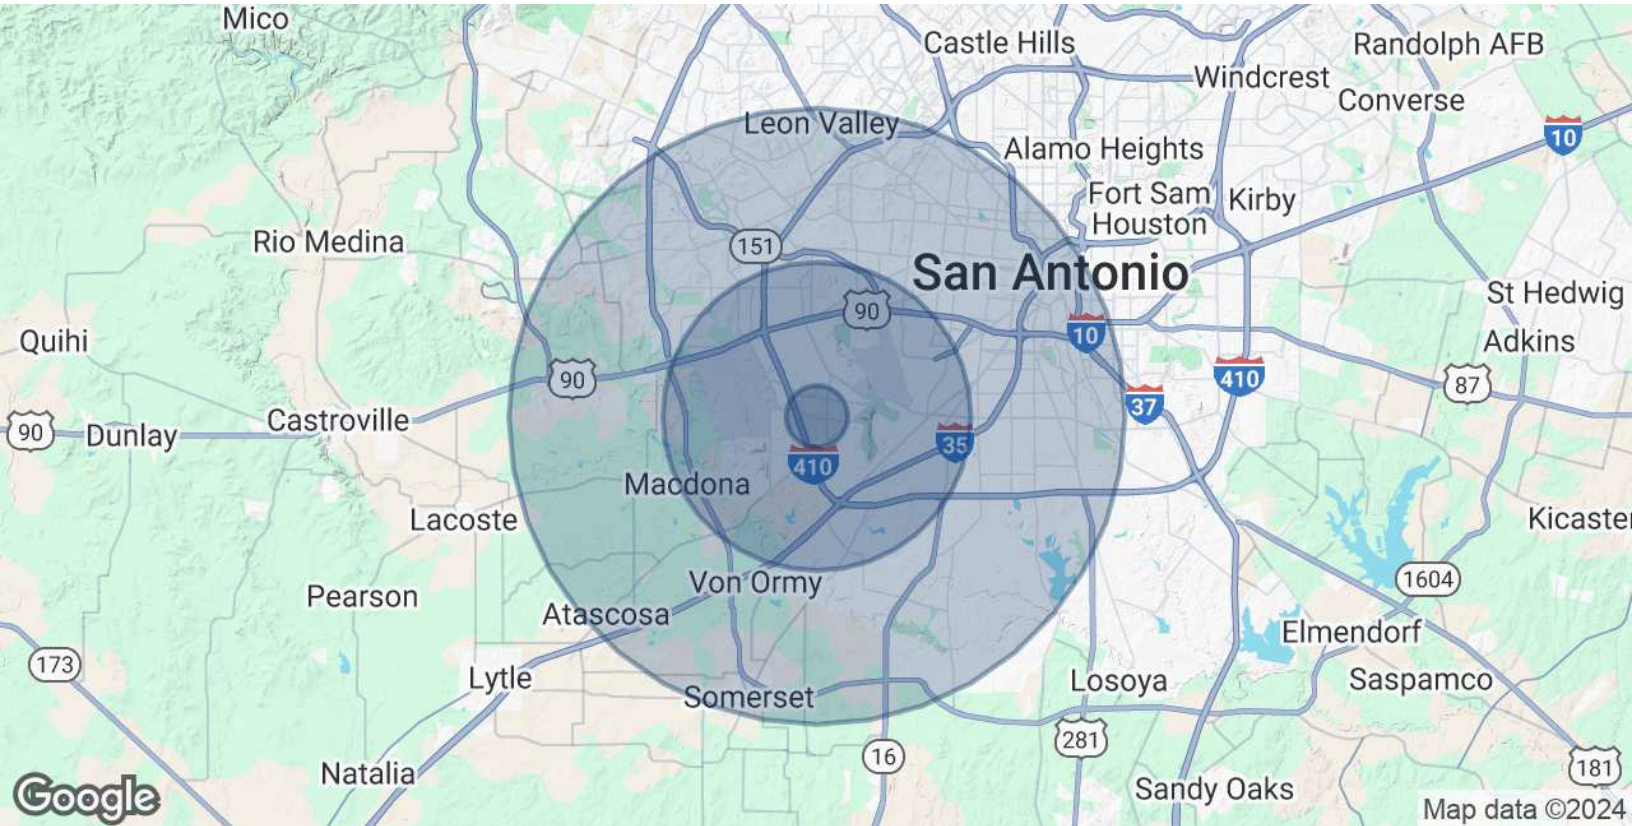 Mico
Castle Hills
Randolph AFB
Windcrest
Converse
Leon Valley
10
Alamo Heights
Fort Sam
Houston
Kirby
Rio Medina
151
San Antonio
St Hedwig
90
10
Quihi
Adkins
90
410
87
37
Castroville
90
Dunlay
35
410
Macdona
Lacoste
Kicaster
Von Ormy
1604
Pearson
Atascosa
Elmendorf
173
Lytle
Losoya
Saspamco
Somerset
281
16
181
Natalia
Sandy Oaks
Google
Map data ©2024